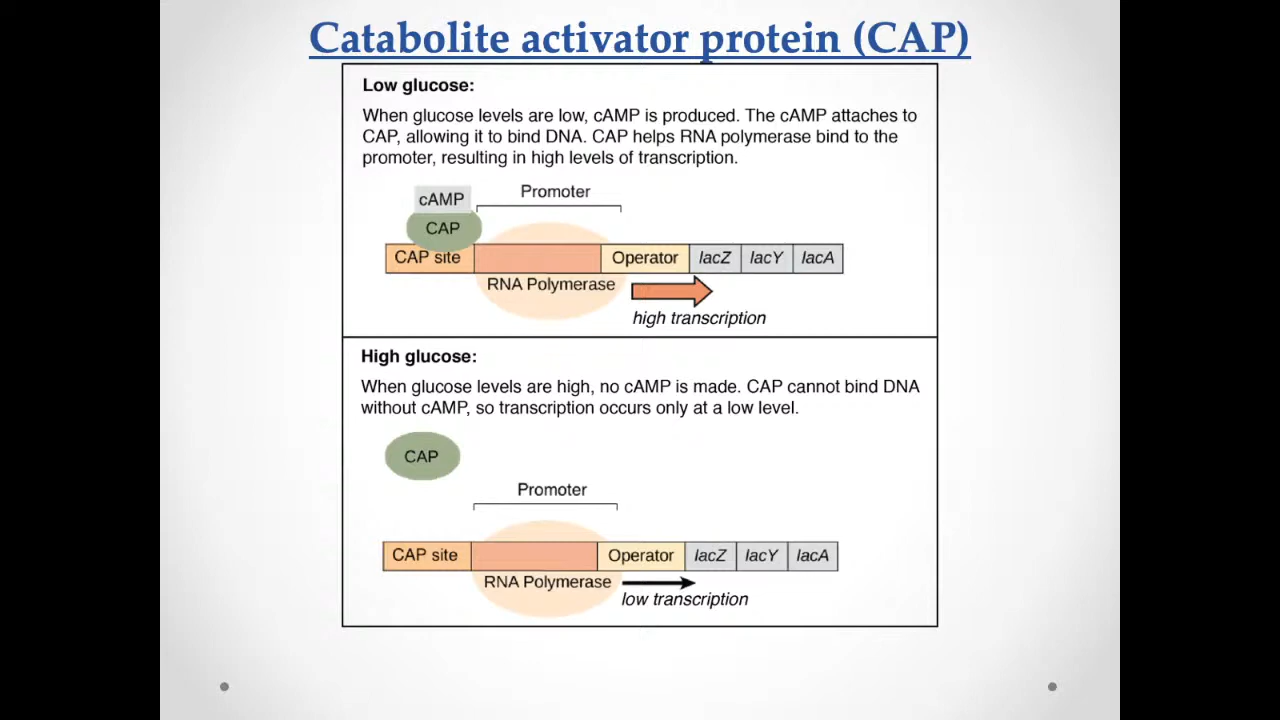 Catabolite activator protein (CAP)
Low glucose:
When glucose levels are low, cAMP is produced. The cAMP attaches to
CAP, allowing it to bind DNA. CAP helps RNA polymerase bind to the
promoter, resulting in high levels of transcription.
cAMP
Promoter
CAP
CAP site
Operator
lacZ
lacY
lacA
RNA Polymerase
high transcription
High glucose:
When glucose levels are high, no cAMP is made. CAP cannot bind DNA
without cAMP, so transcription occurs only at a low level.
CAP
Promoter
CAP site
Operator
lacZ
lacY
lacA
RNA Polymerase
low transcription